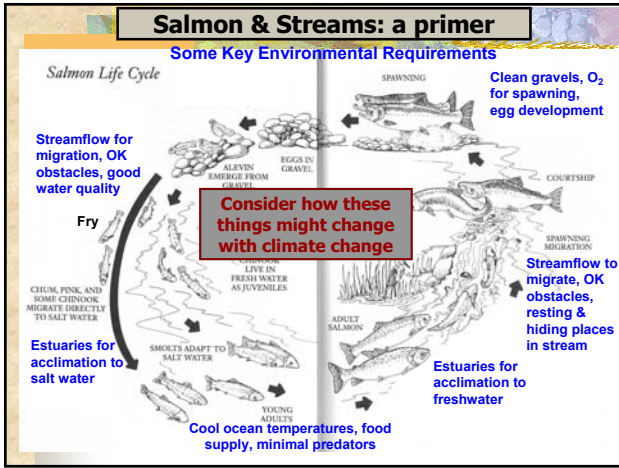 Salmon & Streams: a primer
Some Key Environmental Requirements
Salmon Life Cycle
SPAWNING
Clean gravels, O₂
for spawning,
egg development
Streamflow for
migration, OK
obstacles, good
water quality
ALEVIN
EMERGE FROM
GRAVEL
EGGS IN
GRAVEL
COURTSHIP
Fry
Consider how these
things might change
with climate change
CHINOOK
LIVE IN
FRESH WATER
AS JUVENILES
SPAWNING
MIGRATION
Streamflow to
migrate, OK
obstacles,
resting &
hiding places
in stream
CHUM, PINK, AND
SOME CHINOOK
MIGRATE DIRECTLY
TO SALT WATER
Estuaries for
acclimation to
salt water
SMOLTS ADAPT TO
SALT WATER
ADULT
SALMON
Estuaries for
acclimation to
freshwater
YOUNG
ADULTS
Cool ocean temperatures, food
supply, minimal predators